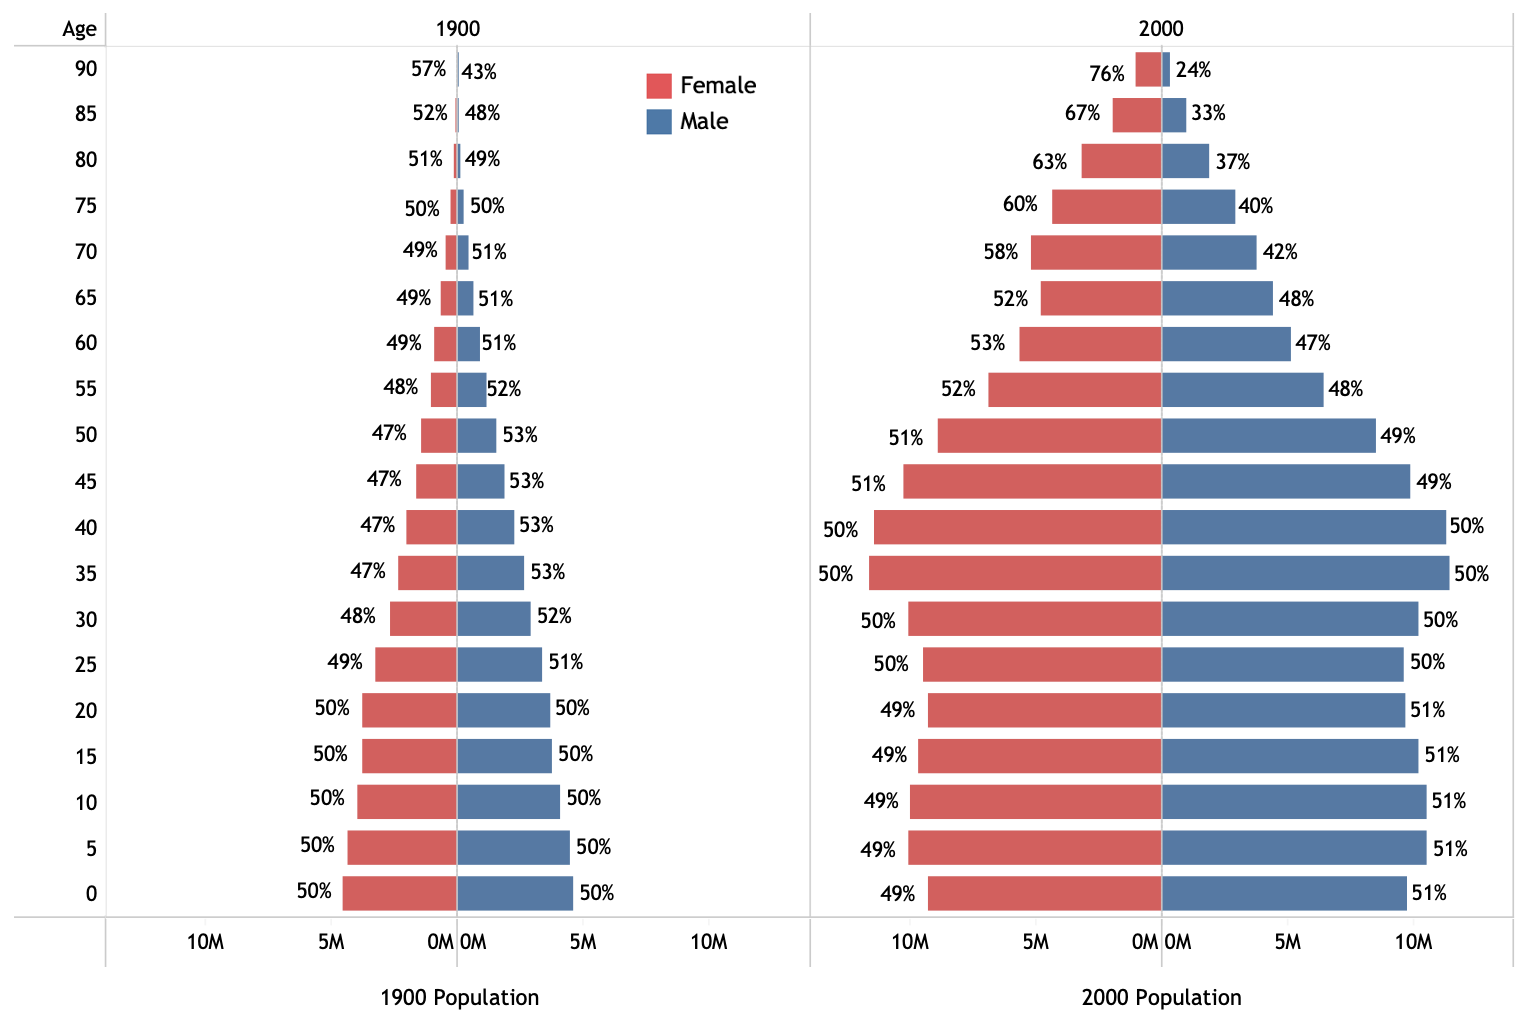 Age 1900 2000
90 57% 43% 76% 24%
Female
85 52% 48% 67% 33%
Male
80 51% 49% 63% 37%
75 50% 50% 60% 40%
70 49% 51% 58% 42%
65 49% 51% 52% 48%
60 49% 51% 53% 47%
55 48% 52% 52% 48%
50 47% 53% 51% 49%
45 47% 53% 51% 49%
40 47% 53% 50% 50%
35 47% 53% 50% 50%
30 48% 52% 50% 50%
25 49% 51% 50% 50%
20 50% 50% 49% 51%
15 50% 50% 49% 51%
10 50% 50% 49% 51%
5 50% 50% 49% 51%
0 50% 50% 49% 51%
10M 5M 0M 0M 5M 10M 10M 5M 0M 0M 5M 10M
1900 Population 2000 Population